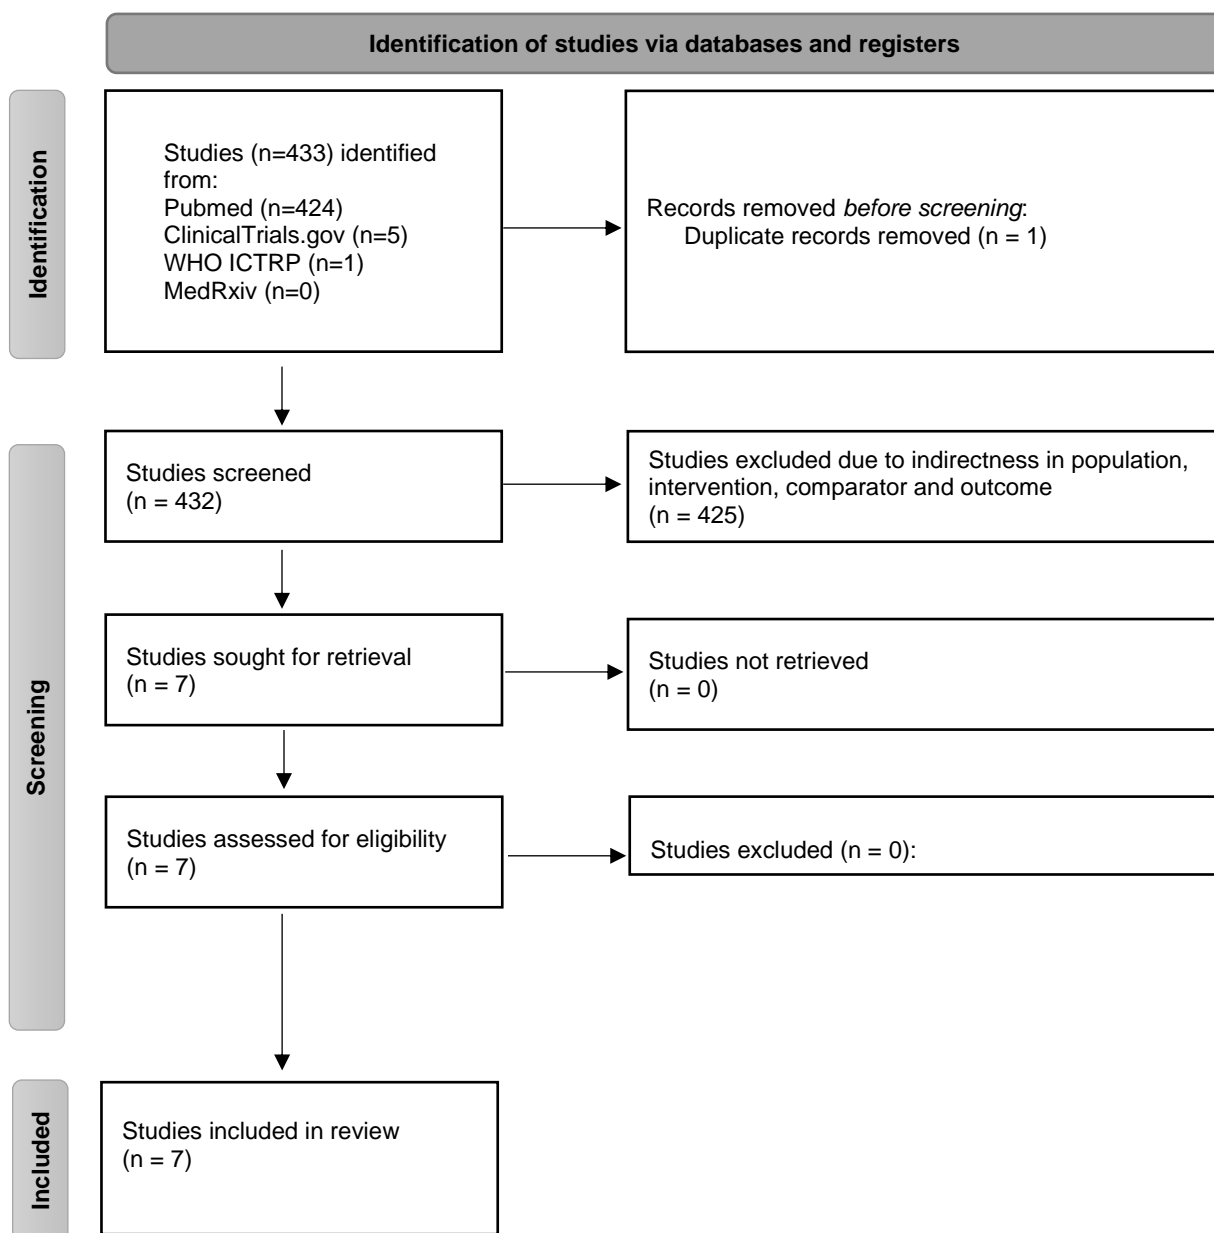 Identification of studies via databases and registers
Identification
Studies (n=433) identified
from:
Pubmed (n=424)
ClinicalTrials.gov (n=5)
WHO ICTRP (n=1)
MedRxiv (n=0)
Records removed before screening:
Duplicate records removed (n = 1)
Screening
Studies screened
(n = 432)
Studies excluded due to indirectness in population,
intervention, comparator and outcome
(n = 425)
Studies sought for retrieval
(n = 7)
Studies not retrieved
(n = 0)
Studies assessed for eligibility
(n = 7)
Studies excluded (n = 0):
Included
Studies included in review
(n = 7)